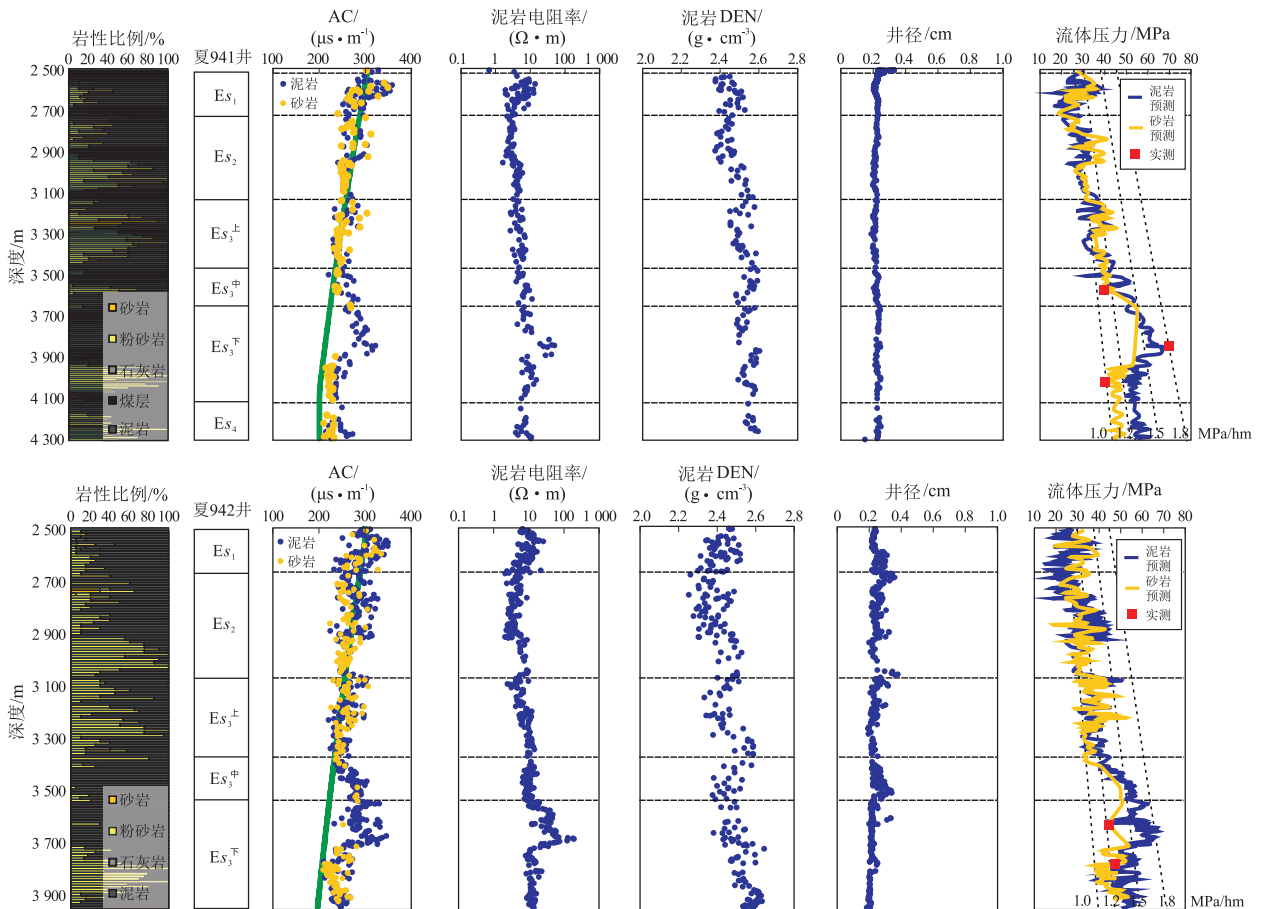 岩性比例/%
0 20 40 60 80 100
夏941井
AC/
(μs·m⁻¹)
100 200 300 400
泥岩电阻率/
(Ω·m)
0.1 1 10 100 1 000
泥岩 DEN/
(g·cm⁻³)
2.0 2.2 2.4 2.6 2.8
井径/cm
0 0.2 0.4 0.6 0.8 1.0
流体压力/MPa
10 20 30 40 50 60 70 80
深度/m
2 500
2 700
2 900
3 100
3 300
3 500
3 700
3 900
4 100
4 300
砂岩
粉砂岩
石灰岩
煤层
泥岩
Es₁
Es₂
Es₃上
Es₃中
Es₃下
Es₄
泥岩
砂岩
泥岩
预测
砂岩
预测
实测
1.0 1.2 1.5 1.8 MPa/hm
岩性比例/%
0 20 40 60 80 100
夏942井
AC/
(μs·m⁻¹)
100 200 300 400
泥岩电阻率/
(Ω·m)
0.1 1 10 100 1 000
泥岩 DEN/
(g·cm⁻³)
2.0 2.2 2.4 2.6 2.8
井径/cm
0 0.2 0.4 0.6 0.8 1.0
流体压力/MPa
10 20 30 40 50 60 70 80
深度/m
2 500
2 700
2 900
3 100
3 300
3 500
3 700
3 900
砂岩
粉砂岩
石灰岩
泥岩
Es₁
Es₂
Es₃上
Es₃中
Es₃下
泥岩
砂岩
泥岩
预测
砂岩
预测
实测
1.0 1.2 1.5 1.8 MPa/hm